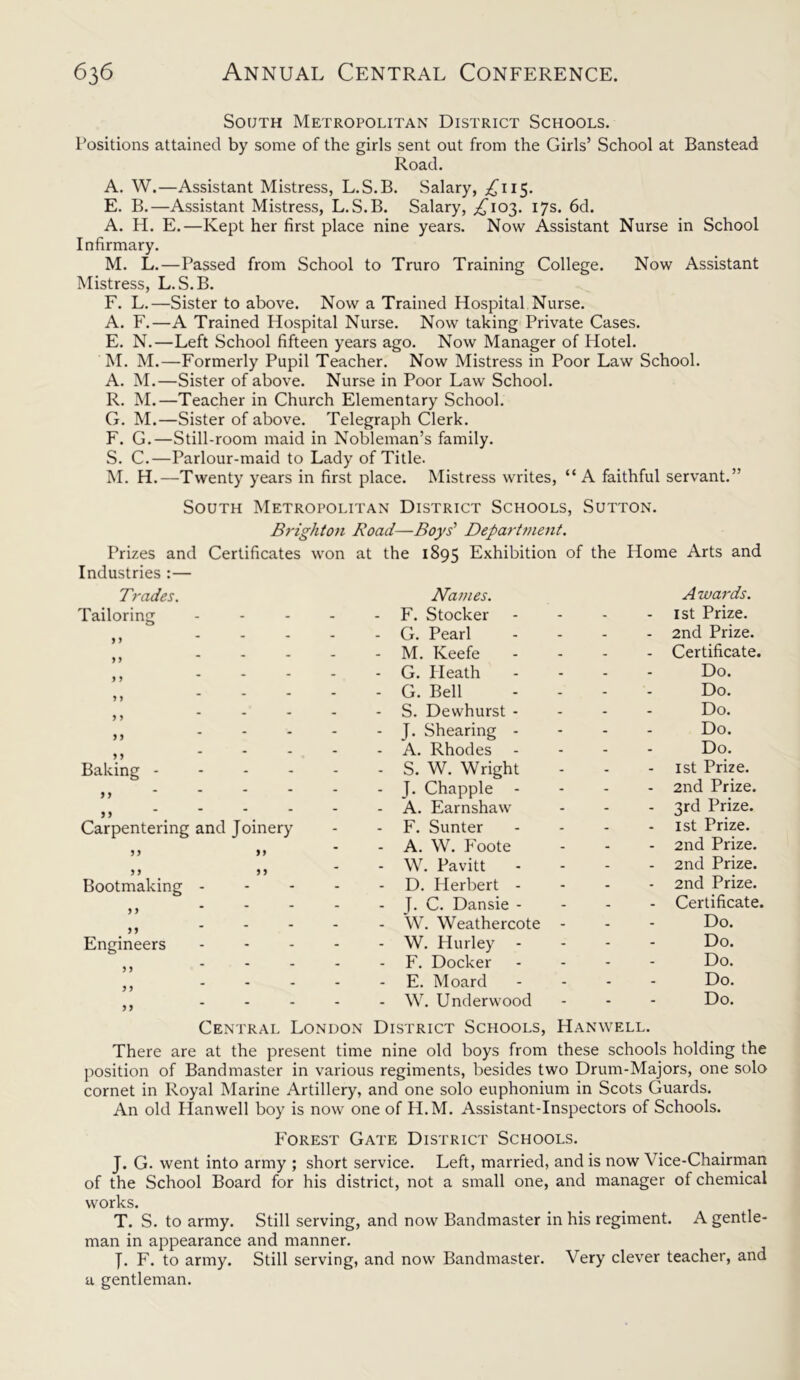 636 ANNUAL CENTRAL CONFERENCE.
SOUTH METROPOLITAN DISTRICT SCHOOLS.
Positions attained by some of the girls sent out from the Girls’ School at Banstead
Road.
A. W.—Assistant Mistress, L.S.B. Salary, £115.
E. B.—Assistant Mistress, L.S.B. Salary, £103. 17s. 6d.
A. H. E.—Kept her first place nine years. Now Assistant Nurse in School
Infirmary.
M. L.—Passed from School to Truro Training College. Now Assistant
Mistress, L.S.B.
F. L.—Sister to above. Now a Trained Hospital Nurse.
A. F.—A Trained Hospital Nurse. Now taking Private Cases.
E. N.—Left School fifteen years ago. Now Manager of Hotel.
M. M.—Formerly Pupil Teacher. Now Mistress in Poor Law School.
A. M.—Sister of above. Nurse in Poor Law School.
R. M.—Teacher in Church Elementary School.
G. M.—Sister of above. Telegraph Clerk.
F. G.—Still-room maid in Nobleman’s family.
S. C.—Parlour-maid to Lady of Title.
M. H.—Twenty years in first place. Mistress writes, “A faithful servant.”
SOUTH METROPOLITAN DISTRICT SCHOOLS, SUTTON.
Brighton Road—Boys’ Department.
Prizes and Certificates won at the 1895 Exhibition of the Home Arts and
Industries :—
Trades. Names. Awards.
Tailoring - - - - - F. Stocker - - - - 1st Prize.
,, - - - - - G. Pearl - - - - 2nd Prize.
,, - - - - - M. Keefe - - - - Certificate.
,, - - - - - G. Heath - - - - Do.
,, - - - - - G. Bell - - - - Do.
,, - - - - - S. Dewhurst - - - - Do.
,, - - - - - J. Shearing - - - - Do.
,, - - - - - A. Rhodes - - - - Do.
Baking - - - - - - S. W. Wright - - - 1st Prize.
,, - - - - - - J. Chapple - - - - 2nd Prize.
,, - - - - - - A. Earnshaw - - - 3rd Prize.
Carpentering and Joinery - - F. Sunter - - - - 1st Prize.
,, ,, - - A. W. Foote - - - 2nd Prize.
,, ,, - - W. Pavitt - - - - 2nd Prize.
Bootmaking - - - - - D. Herbert - - - - 2nd Prize.
,, - - - - - J. C. Dansie - - - - Certificate.
,, - - - - - W. Weathercote - - - Do.
Engineers - - - - - W. Hurley - - - - Do.
,, - - - - - F. Docker - - - - Do.
,, - - - - - E. Moard - - - - Do.
,, - - - - - W. Underwood - - - Do.
CENTRAL LONDON DISTRICT SCHOOLS, HANWELL.
There are at the present time nine old boys from these schools holding the
position of Bandmaster in various regiments, besides two Drum-Majors, one solo
cornet in Royal Marine Artillery, and one solo euphonium in Scots Guards.
An old Hanwell boy is now one of H.M. Assistant-Inspectors of Schools.
FOREST GATE DISTRICT SCHOOLS.
J. G. went into army ; short service. Left, married, and is now Vice-Chairman
of the School Board for his district, not a small one, and manager of chemical
works.
T. S. to army. Still serving, and now Bandmaster in his regiment. A gentle-
man in appearance and manner.
J. F. to army. Still serving, and now Bandmaster. Very clever teacher, and
a gentleman.